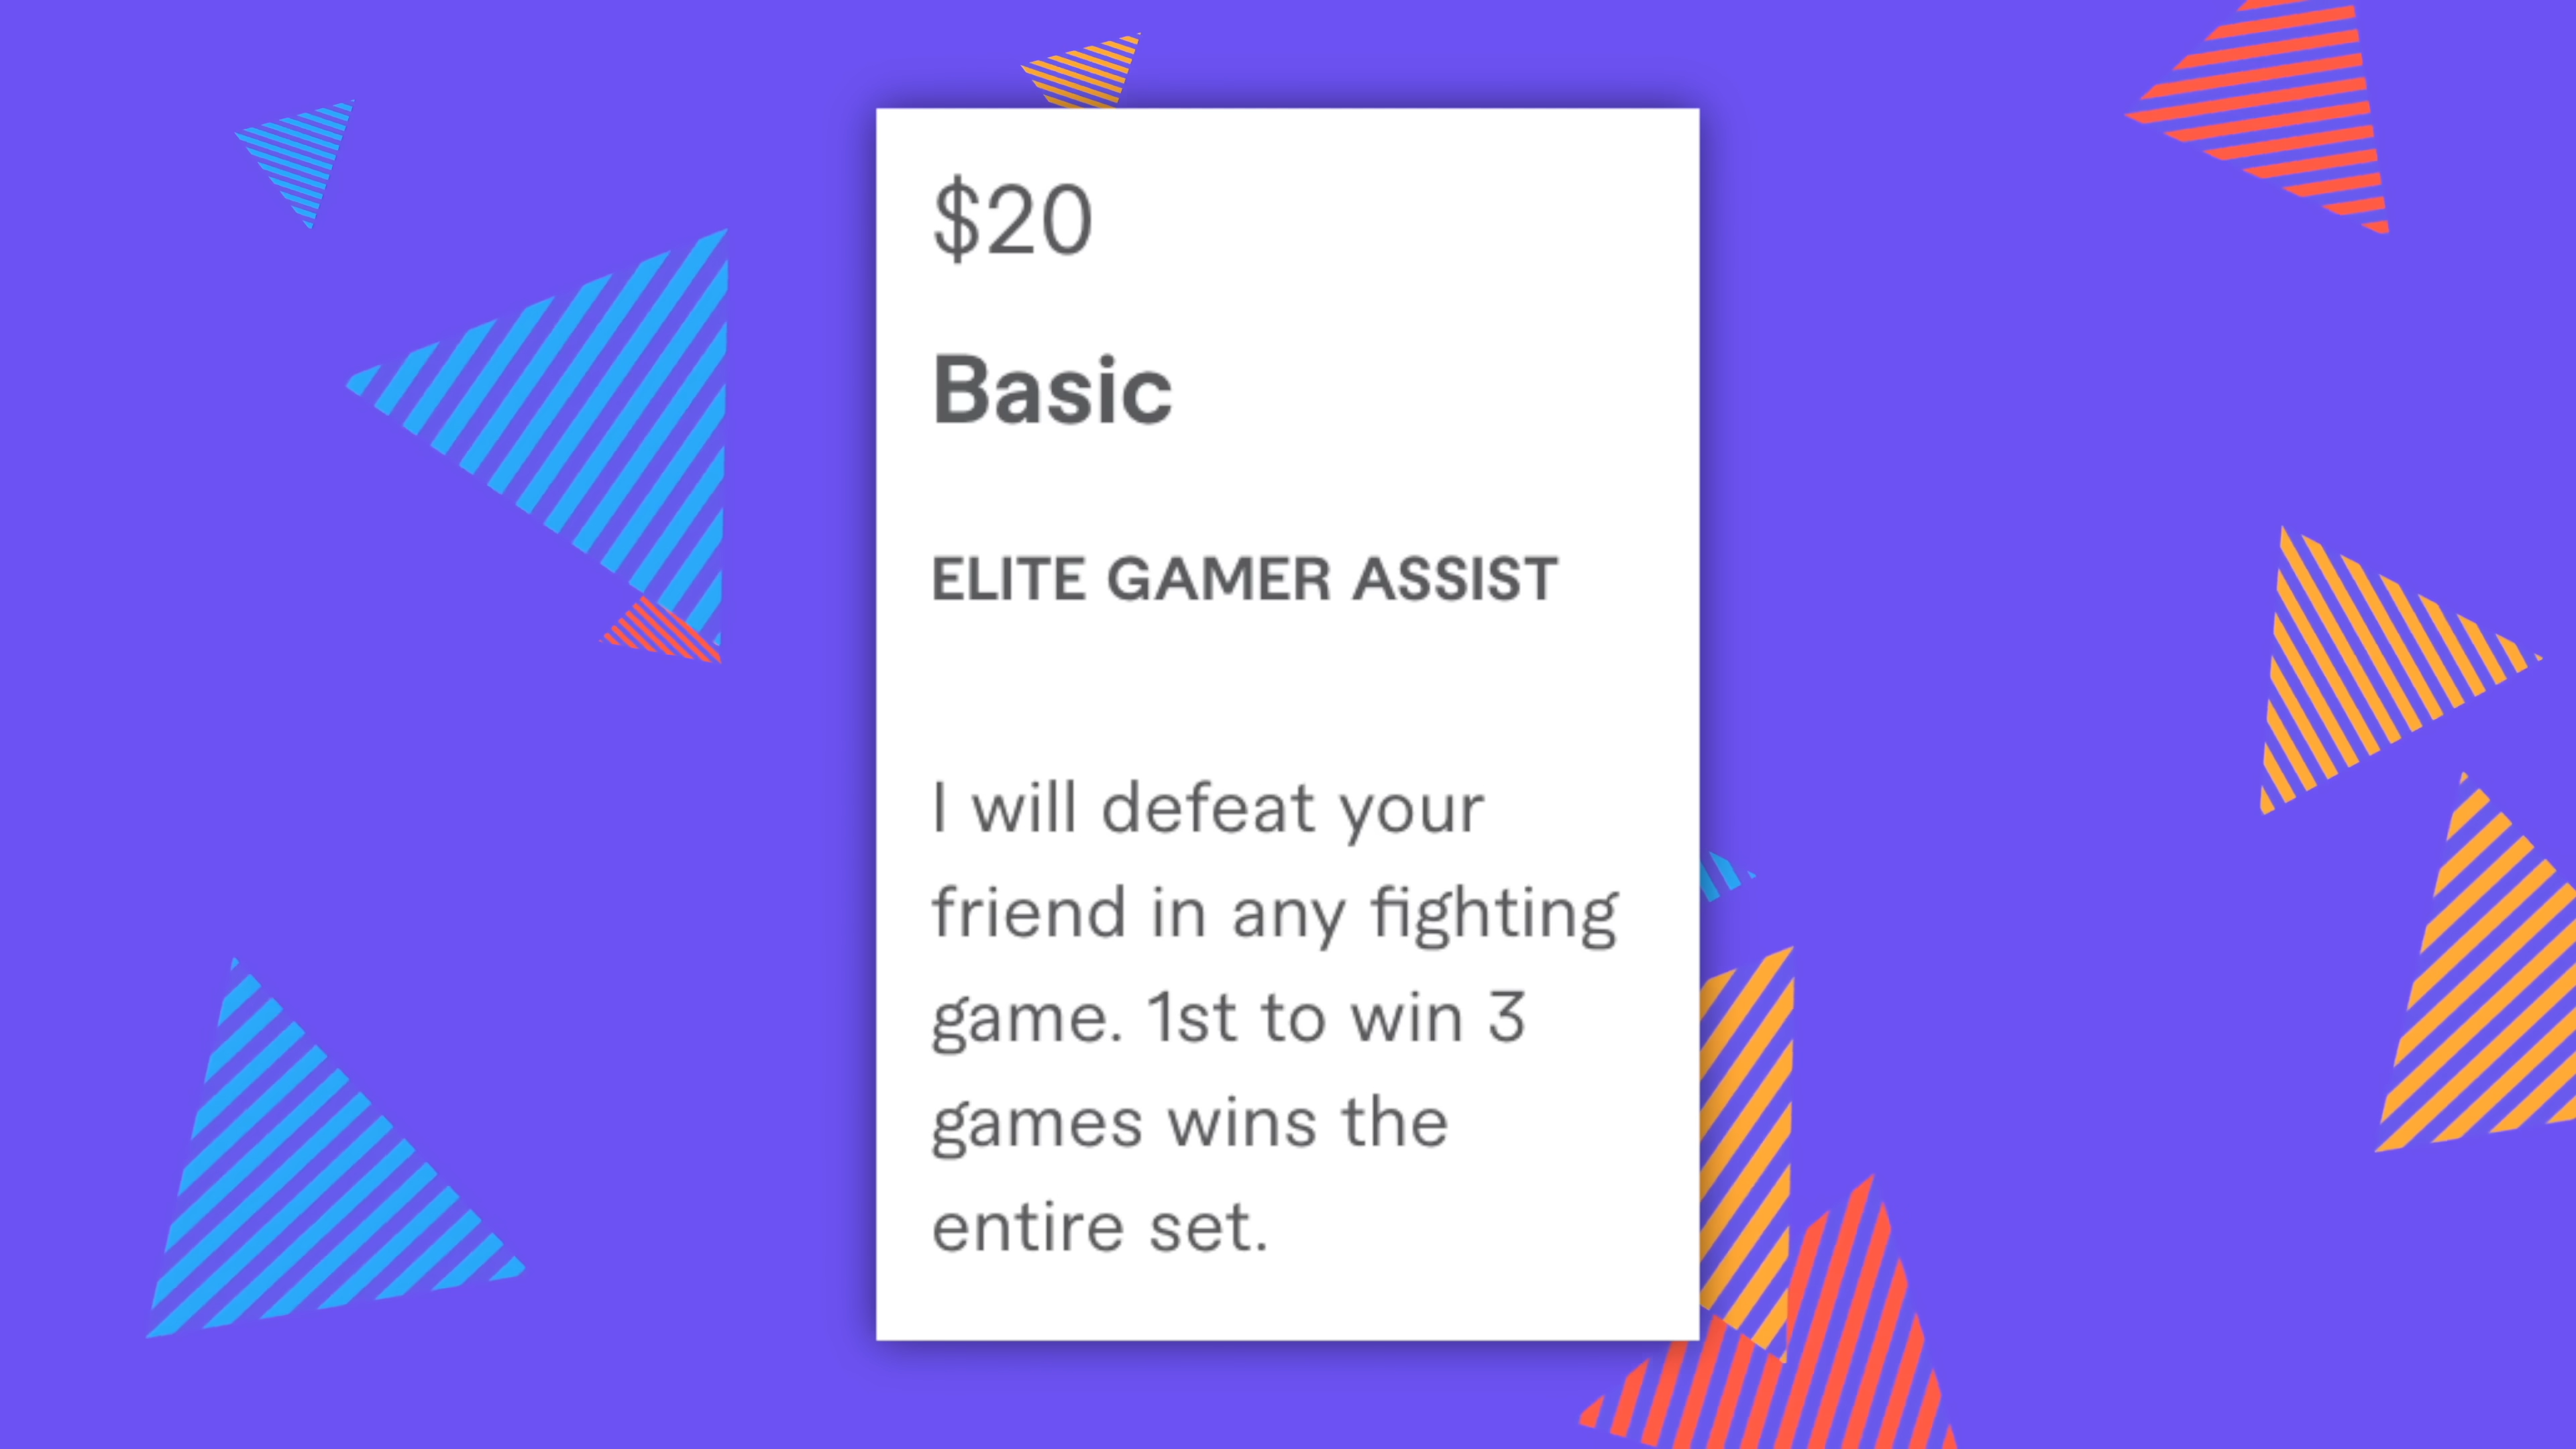 $20
Basic
ELITE GAMER ASSIST
I will defeat your
friend in any fighting
game. 1st to win 3
games wins the
entire set.